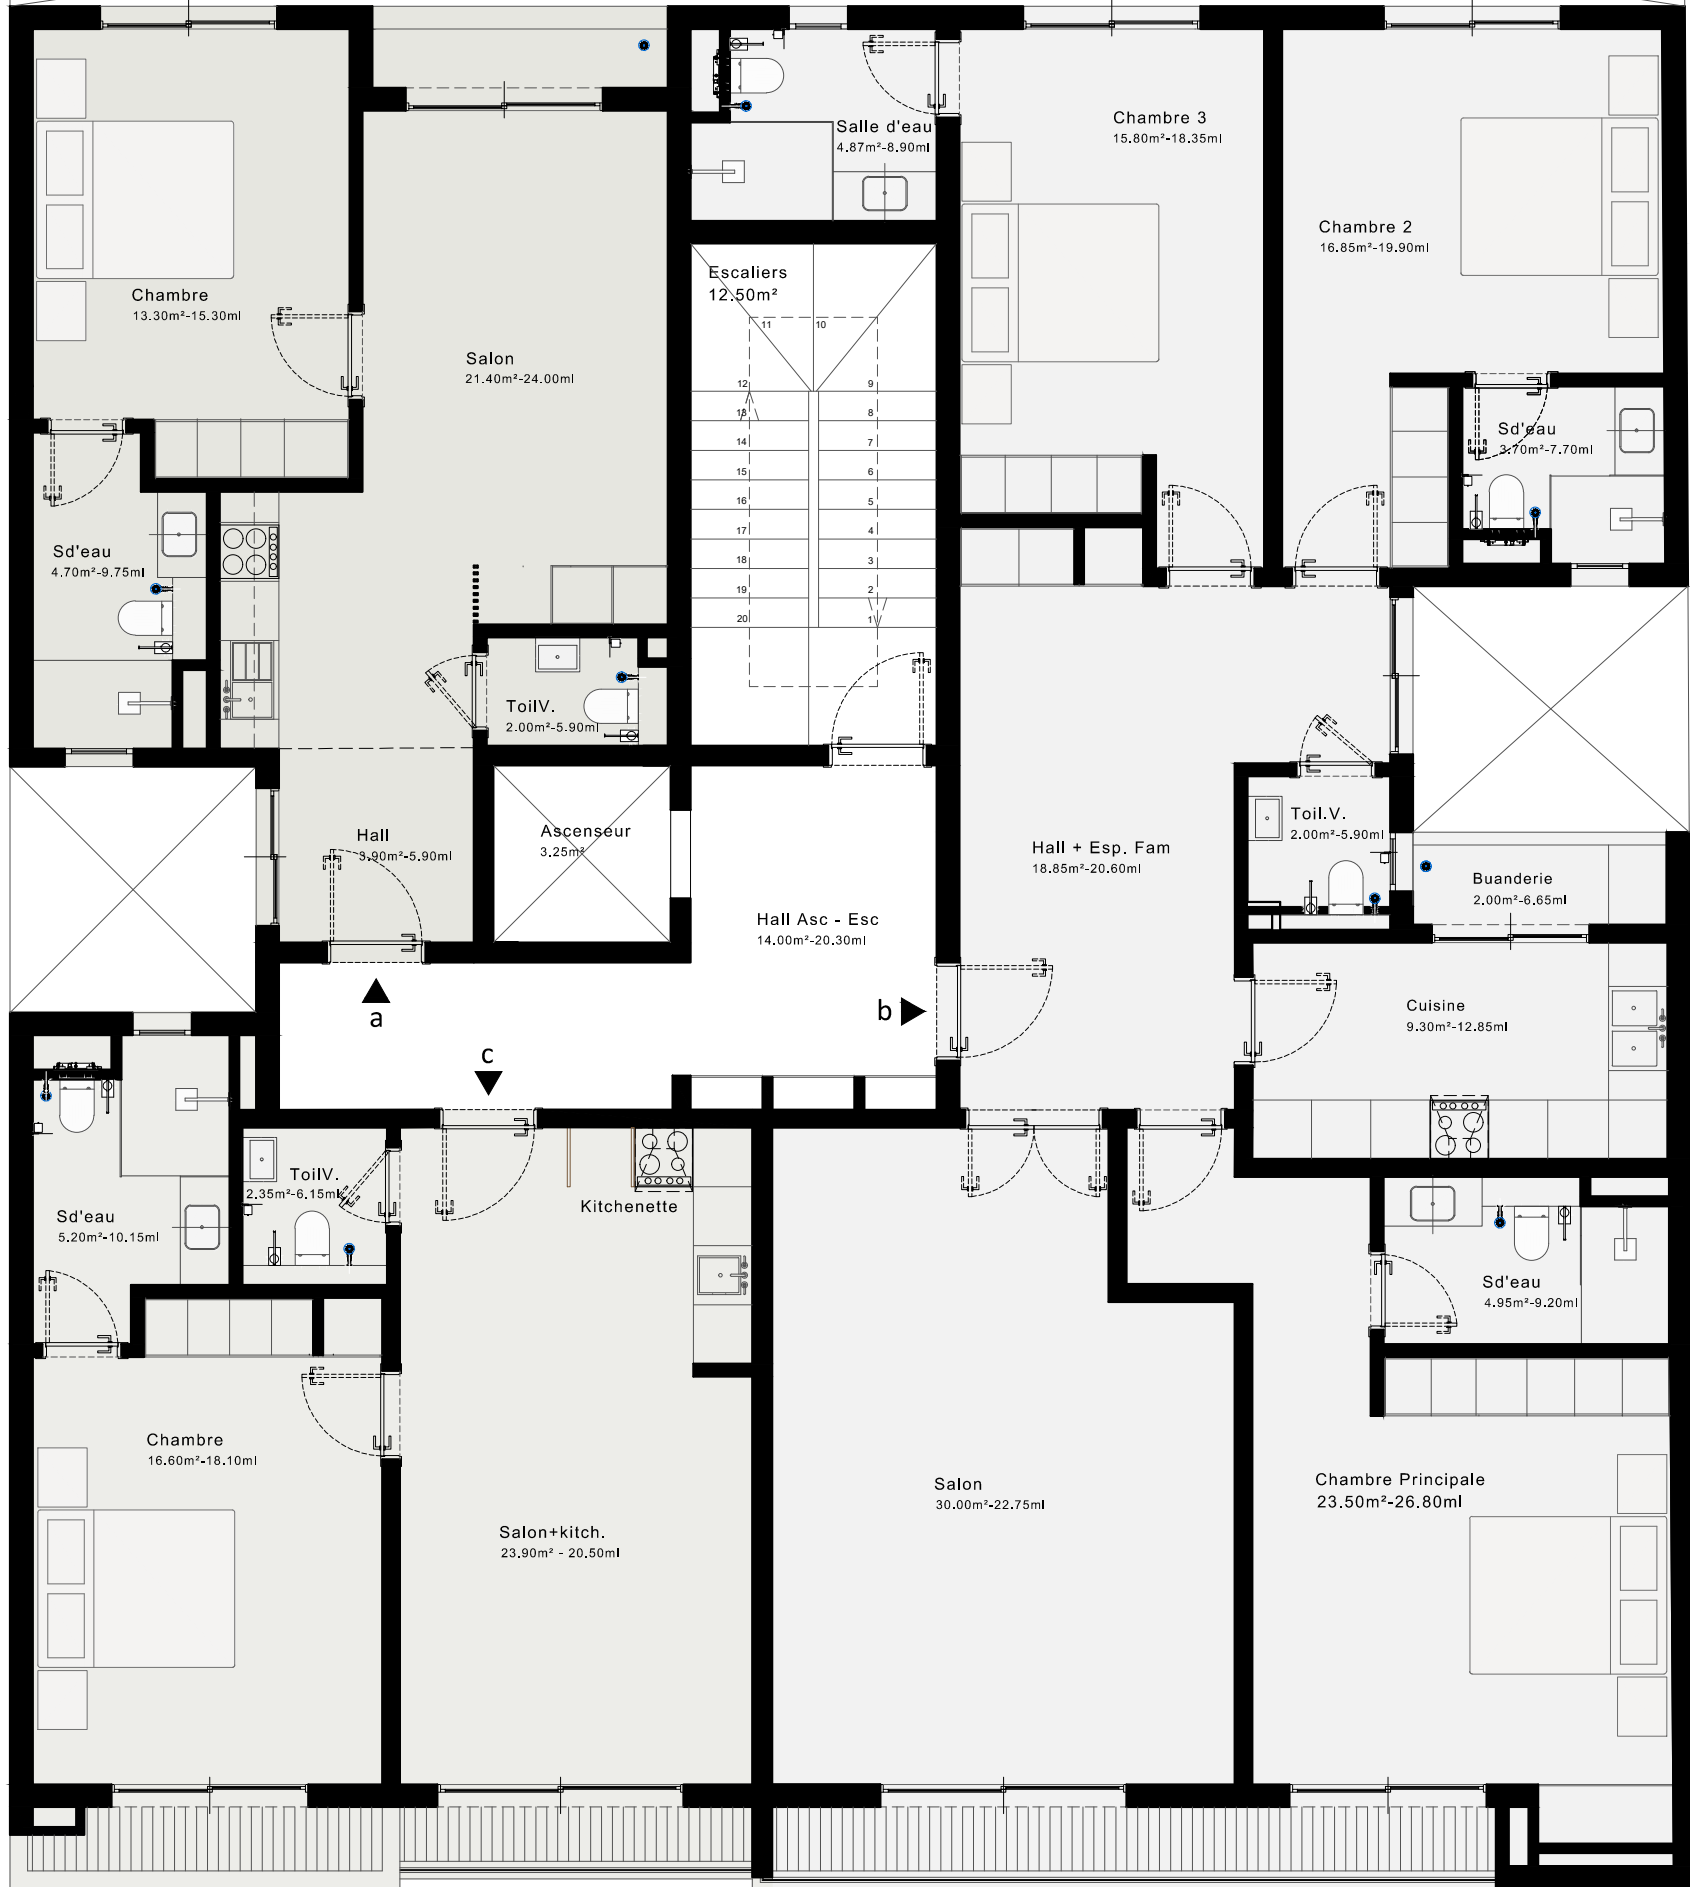 Salle d'eau
4.87m²-8.90ml
Chambre 3
15.80m²-18.35ml
Chambre 2
16.85m²-19.90ml
Chambre
13.30m²-15.30ml
Escaliers
12.50m²
11
10
Salon
21.40m²-24.00ml
12
9
13
8
14
7
15
6
16
5
17
4
18
3
19
2
20
1
Sd'eau
3.70m²-7.70ml
Sd'eau
4.70m²-9.75ml
ToilV.
2.00m²-5.90ml
Hall
3.90m²-5.90ml
Ascenseur
3.25m²
Hall + Esp. Fam
18.85m²-20.60ml
Toil.V.
2.00m²-5.90ml
Buanderie
2.00m²-6.65ml
Hall Asc - Esc
14.00m²-20.30ml
a
b
c
Cuisine
9.30m²-12.85ml
ToilV.
2.35m²-6.15ml
Kitchenette
Sd'eau
5.20m²-10.15ml
Sd'eau
4.95m²-9.20ml
Chambre
16.60m²-18.10ml
Salon
30.00m²-22.75ml
Chambre Principale
23.50m²-26.80ml
Salon+kitch.
23.90m² - 20.50ml